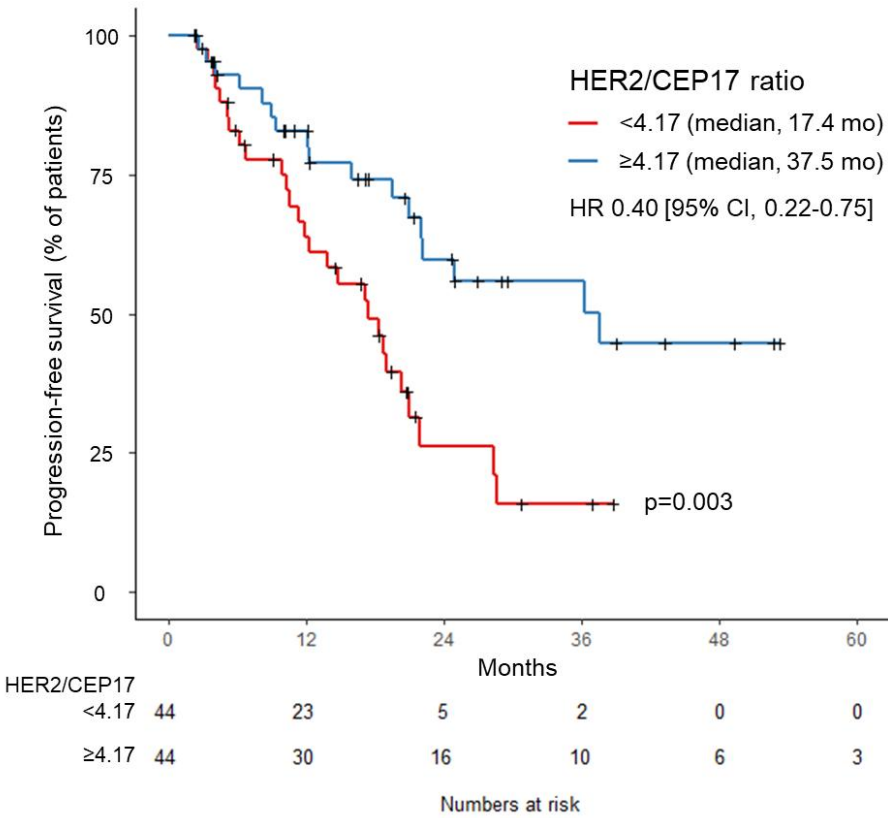 Progression-free survival (% of patients)
100
75
50
25
0
HER2/CEP17 ratio
<4.17 (median, 17.4 mo)
≥4.17 (median, 37.5 mo)
HR 0.40 [95% CI, 0.22-0.75]
p=0.003
0 12 24 36 48 60
Months
HER2/CEP17
<4.17 44 23 5 2 0 0
≥4.17 44 30 16 10 6 3
Numbers at risk